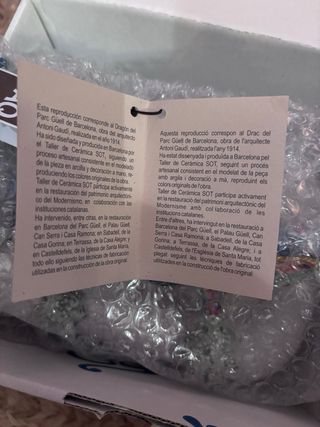 Esta reproducción corresponde al Dragón del
Parc Güell de Barcelona, obra del arquitecto
Antoni Gaudí, realizada en el año 1914.
Ha sido diseñada y producida en Barcelona por
el Taller de Cerámica SOT, siguiendo un
proceso artesanal consistente en el modelado
de la pieza en arcilla y decoración a mano, re-
produciendo los colores originales de la obra.
El Taller de Cerámica SOT participa activamente
en la restauración del patrimonio arquitectóni-
co del Modernismo, en colaboración con las
instituciones catalanas.
Ha intervenido, entre otras, en la restauración
en Barcelona del Parc Güell, el Palau Güell,
Can Serra i Casa Ramona; en Sabadell, de la
Casa Gorina; en Terrassa, de la Casa Alegre; y
en Castelldefels, de la Iglesia de Santa María,
todo ello siguiendo las técnicas de fabricación
utilizadas en la construcción de la obra original.
Aquesta reproducció correspon al Drac del
Parc Güell de Barcelona, obra de l'arquitecte
Antoni Gaudí, realitzada l'any 1914.
Ha estat dissenyada i produïda a Barcelona pel
Taller de Ceràmica SOT, seguint un procés
artesanal consistent en el modelat de la peça
amb argila i decoració a mà, reproduint els
colors originals de l'obra.
El Taller de Ceràmica SOT participa activament
en la restauració del patrimoni arquitectònic del
Modernisme amb col·laboració de les
institucions catalanes.
Entre d'altres, ha intervingut en la restauració a
Barcelona del Parc Güell, el Palau Güell, Can
Serra i Casa Ramona; a Sabadell, de la Casa
Gorina; a Terrassa, de la Casa Alegre; i a
Castelldefels, de l'Església de Santa Maria, tot
plegat seguint les tècniques de fabricació
utilitzades en la construcció de l'obra original.